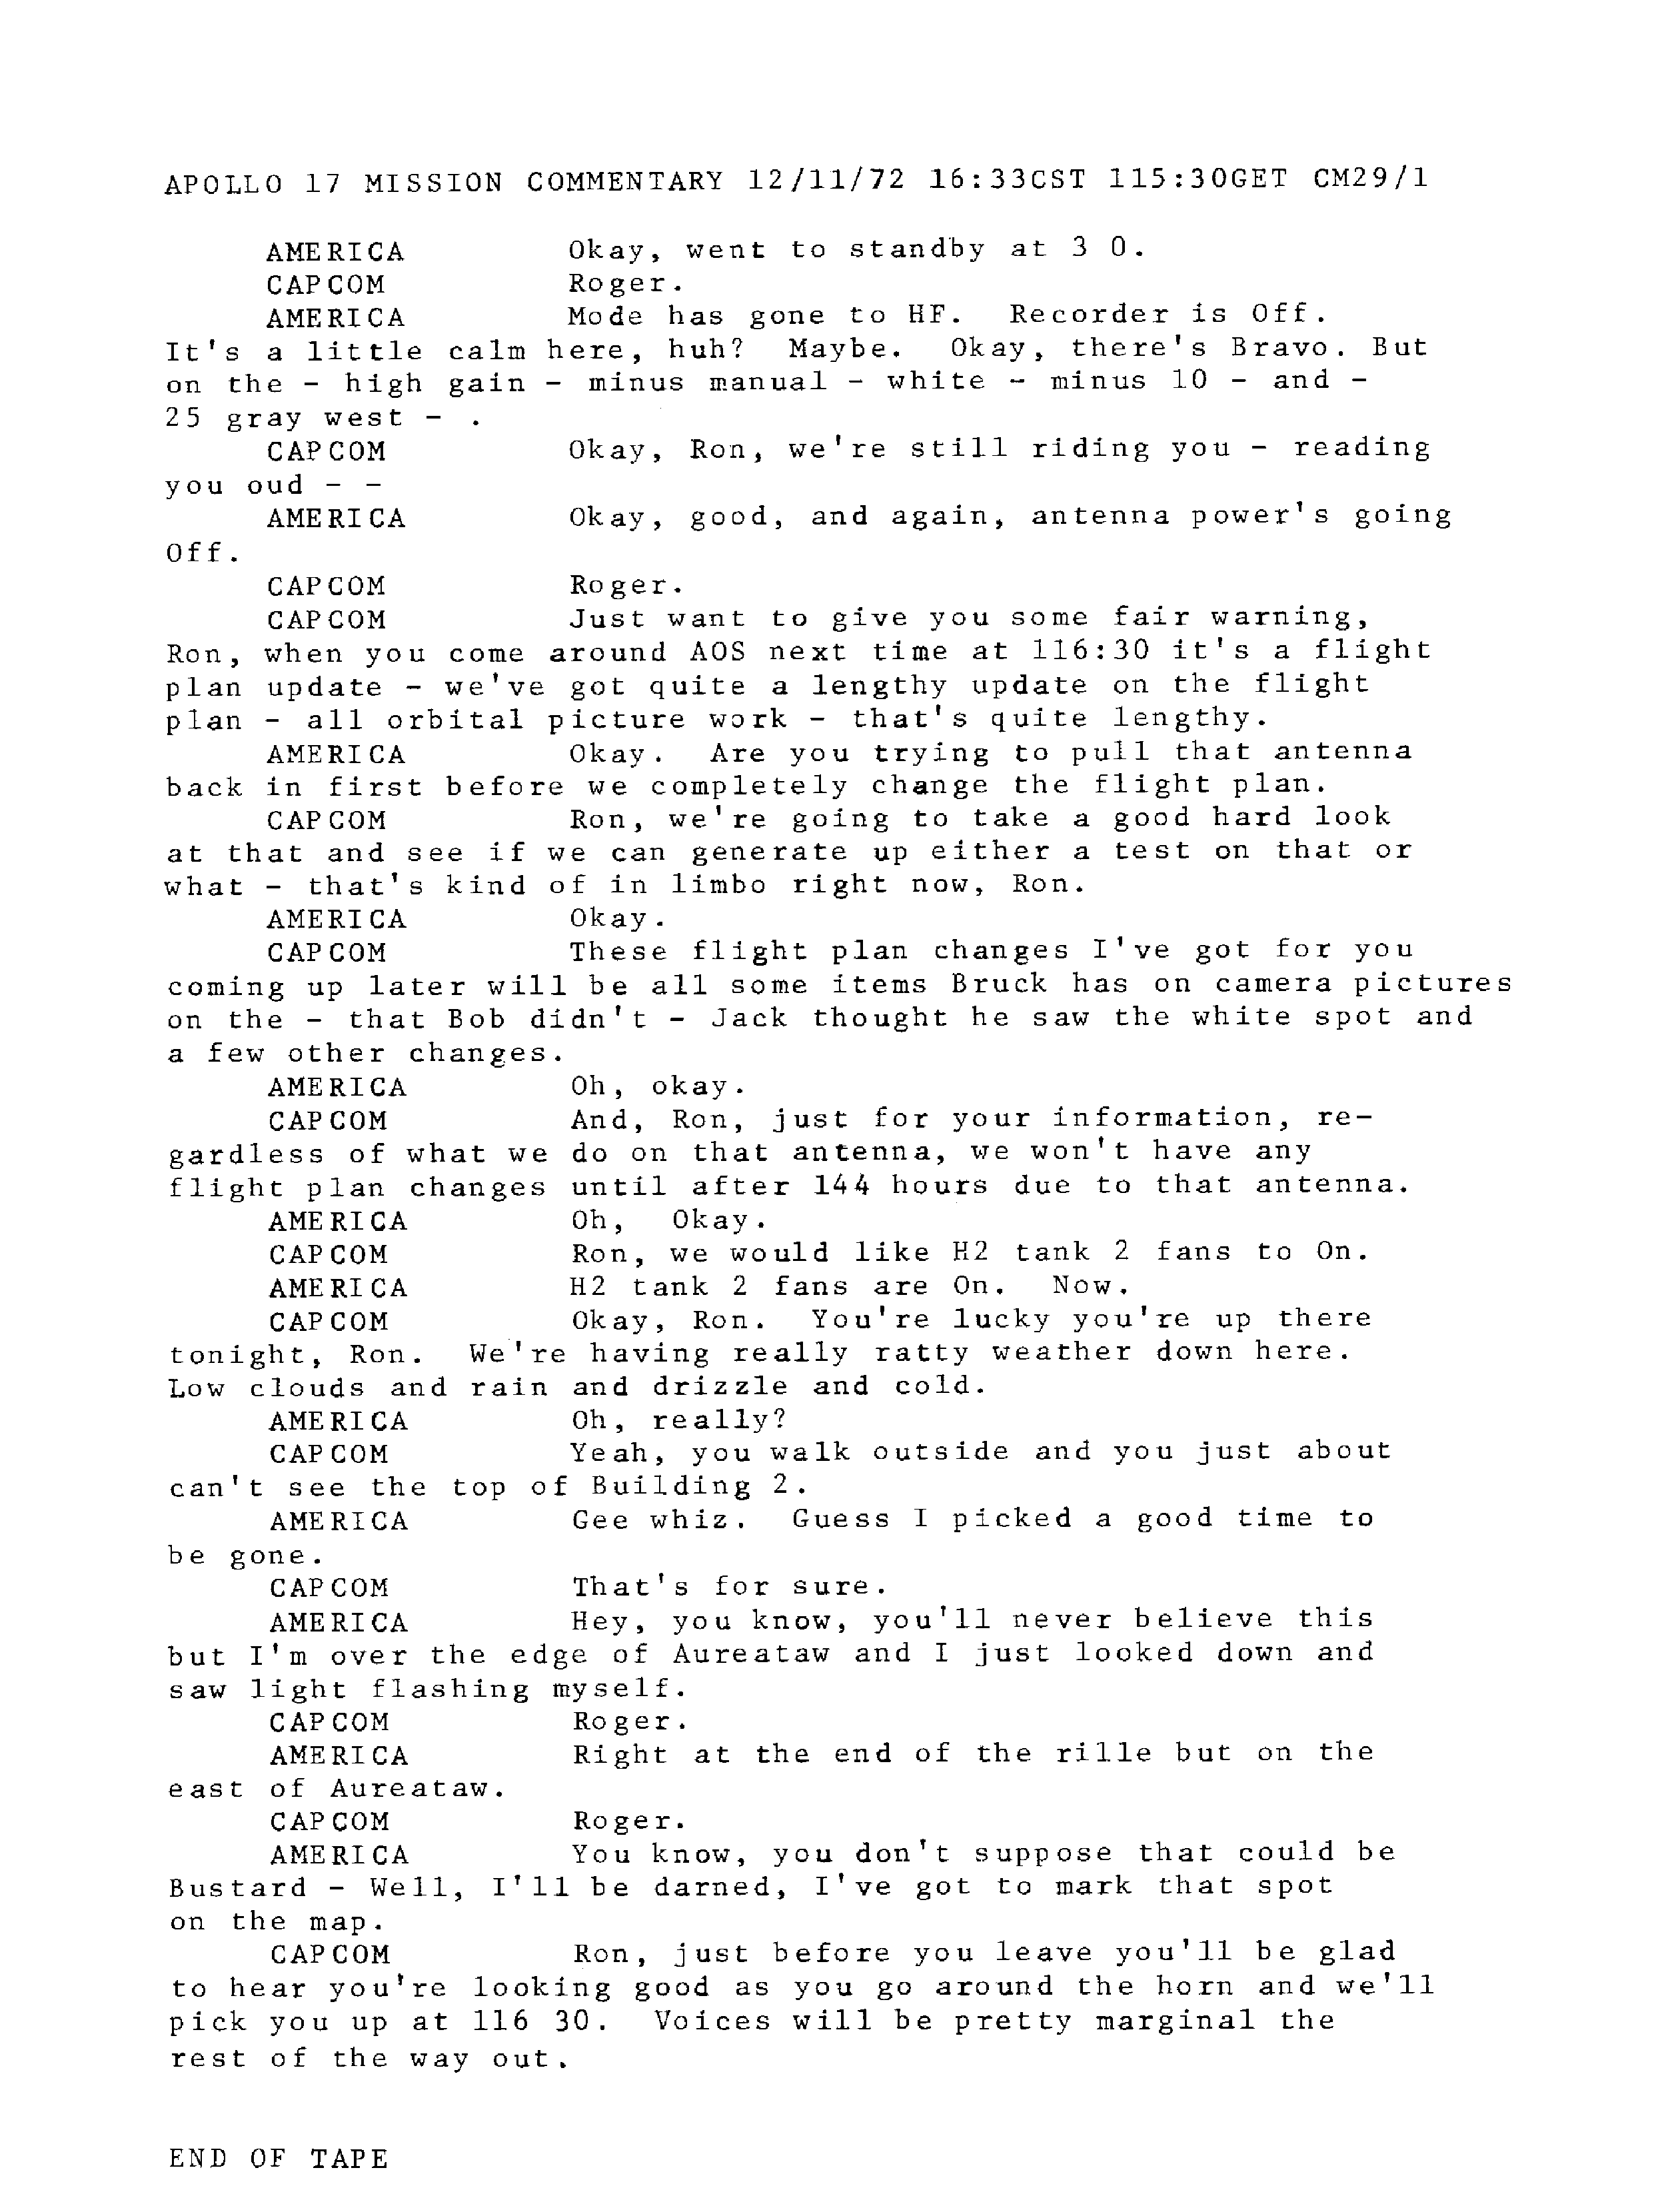 APOLLO 17 MISSION COMMENTARY 12/11/72 16:33CST 115:30GET CM29/1
AMERICA Okay, went to standby at 3 0.
CAPCOM Roger.
AMERICA Mode has gone to HF. Recorder is Off.
It's a little calm here, huh? Maybe. Okay, there's Bravo. But
on the - high gain - minus manual - white - minus 10 - and -
25 gray west - .
CAPCOM Okay, Ron, we're still riding you - reading
you oud - -
AMERICA Okay, good, and again, antenna power's going
Off.
CAPCOM Roger.
CAPCOM Just want to give you some fair warning,
Ron, when you come around AOS next time at 116:30 it's a flight
plan update - we've got quite a lengthy update on the flight
plan - all orbital picture work - that's quite lengthy.
AMERICA Okay. Are you trying to pull that antenna
back in first before we completely change the flight plan.
CAPCOM Ron, we're going to take a good hard look
at that and see if we can generate up either a test on that or
what - that's kind of in limbo right now, Ron.
AMERICA Okay.
CAPCOM These flight plan changes I've got for you
coming up later will be all some items Bruck has on camera pictures
on the - that Bob didn't - Jack thought he saw the white spot and
a few other changes.
AMERICA Oh, okay.
CAPCOM And, Ron, just for your information, re-
gardless of what we do on that antenna, we won't have any
flight plan changes until after 144 hours due to that antenna.
AMERICA Oh, Okay.
CAPCOM Ron, we would like H2 tank 2 fans to On.
AMERICA H2 tank 2 fans are On. Now.
CAPCOM Okay, Ron. You're lucky you're up there
tonight, Ron. We're having really ratty weather down here.
Low clouds and rain and drizzle and cold.
AMERICA Oh, really?
CAPCOM Yeah, you walk outside and you just about
can't see the top of Building 2.
AMERICA Gee whiz. Guess I picked a good time to
be gone.
CAPCOM That's for sure.
AMERICA Hey, you know, you'll never believe this
but I'm over the edge of Aureataw and I just looked down and
saw light flashing myself.
CAPCOM Roger.
AMERICA Right at the end of the rille but on the
east of Aureataw.
CAPCOM Roger.
AMERICA You know, you don't suppose that could be
Bustard - Well, I'll be darned, I've got to mark that spot
on the map.
CAPCOM Ron, just before you leave you'll be glad
to hear you're looking good as you go around the horn and we'll
pick you up at 116 30. Voices will be pretty marginal the
rest of the way out.
END OF TAPE